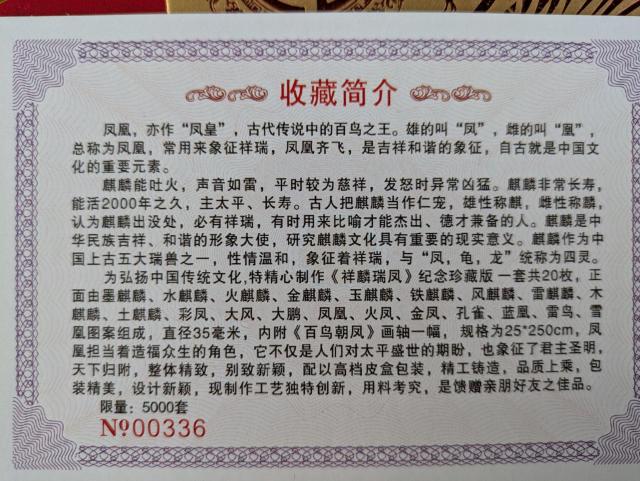 收藏简介
凤凰，亦作“凤皇”，古代传说中的百鸟之王。雄的叫“凤”，雌的叫“凰”，
总称为凤凰，常用来象征祥瑞，凤凰齐飞，是吉祥和谐的象征，自古就是中国文
化的重要元素。
麒麟能吐火，声音如雷，平时较为慈祥，发怒时异常凶猛。麒麟非常长寿，
能活2000年之久，主太平、长寿。古人把麒麟当作仁宠，雄性称麒，雌性称麟，
认为麒麟出没处，必有祥瑞，有时用来比喻才能杰出、德才兼备的人。麒麟是中
华民族吉祥、和谐的形象大使，研究麒麟文化具有重要的现实意义。麒麟作为中
国上古五大瑞兽之一，性情温和，象征着祥瑞，与“凤，龟，龙”统称为四灵。
为弘扬中国传统文化,特精心制作《祥麟瑞凤》纪念珍藏版 一套共20枚，正
面由墨麒麟、水麒麟、火麒麟、金麒麟、玉麒麟、铁麒麟、风麒麟、雷麒麟、木
麒麟、土麒麟、彩凤、大风、大鹏、凤凰、火凤、金凤、孔雀、蓝凰、雷鸟、雪
凰图案组成，直径35毫米，内附《百鸟朝凤》画轴一幅，规格为25*250cm，凤
凰担当着造福众生的角色，它不仅是人们对太平盛世的期盼，也象征了君主圣明，
天下归附，整体精致，别致新颖，配以高档皮盒包装，精工铸造，品质上乘，包
装精美，设计新颖，现制作工艺独特创新，用料考究，是馈赠亲朋好友之佳品。
限量：5000套
№00336